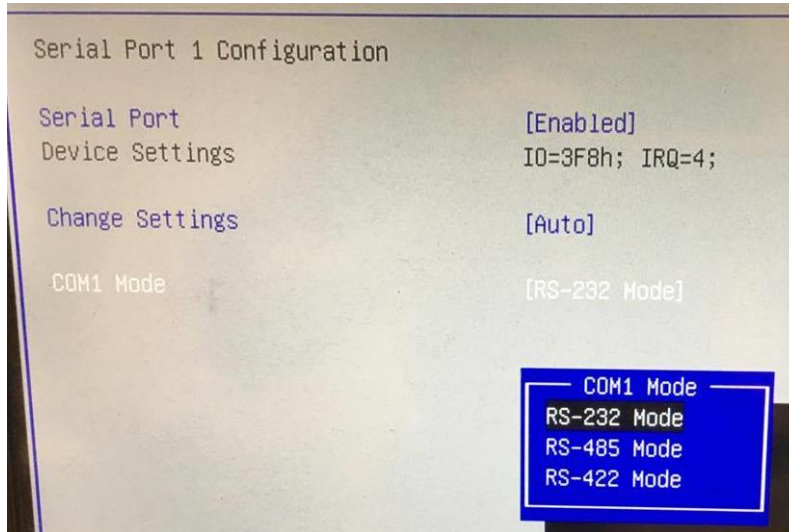 Serial Port 1 Configuration
Serial Port [Enabled]
Device Settings IO=3F8h; IRQ=4;
Change Settings [Auto]
COM1 Mode [RS-232 Mode]
COM1 Mode
RS-232 Mode
RS-485 Mode
RS-422 Mode